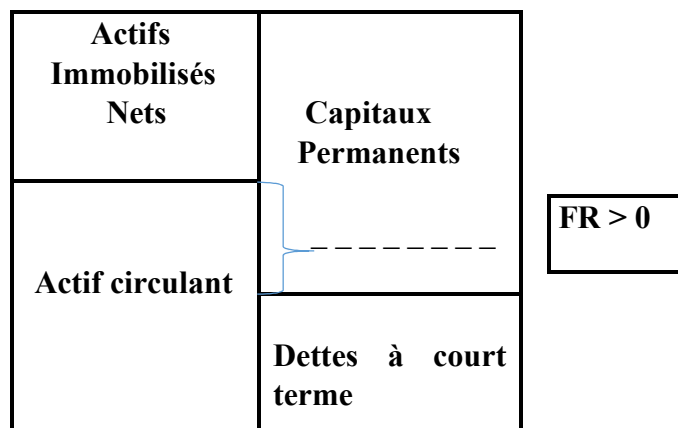 Actifs
Immobilisés
Nets
Capitaux
Permanents
FR > 0
Actif circulant
Dettes à court
terme